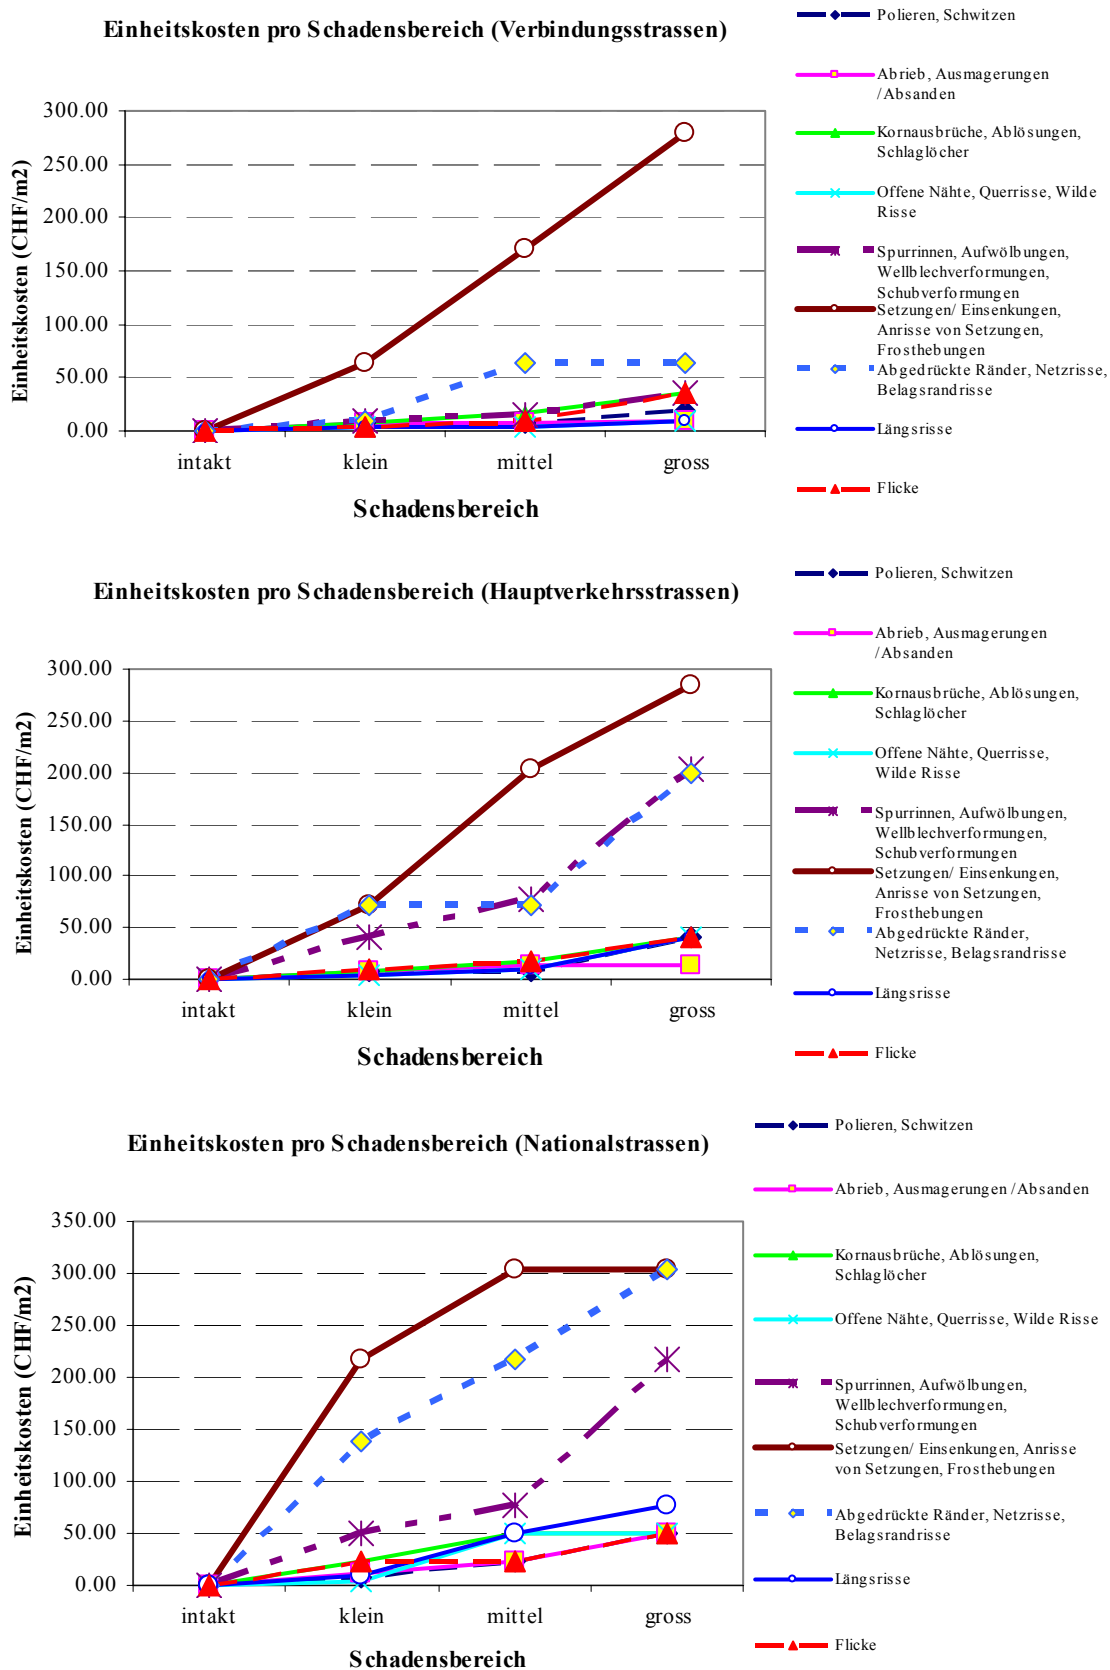 Einheitskosten pro Schadensbereich (Verbindungsstrassen)
Einheitskosten (CHF/m2)
300.00
250.00
200.00
150.00
100.00
50.00
0.00
intakt
klein
mittel
gross
Schadensbereich
Polieren, Schwitzen
Abrieb, Ausmagerungen
/Absanden
Kornausbrüche, Ablösungen,
Schlaglöcher
Offene Nähte, Querrisse, Wilde
Risse
Spurrinnen, Aufwölbungen,
Wellblechverformungen,
Schubverformungen
Setzungen/ Einsenkungen,
Anrisse von Setzungen,
Frosthebungen
Abgedrückte Ränder, Netzrisse,
Belagsrandrisse
Längsrisse
Flicke
Einheitskosten pro Schadensbereich (Hauptverkehrsstrassen)
Einheitskosten (CHF/m2)
300.00
250.00
200.00
150.00
100.00
50.00
0.00
intakt
klein
mittel
gross
Schadensbereich
Polieren, Schwitzen
Abrieb, Ausmagerungen
/Absanden
Kornausbrüche, Ablösungen,
Schlaglöcher
Offene Nähte, Querrisse,
Wilde Risse
Spurrinnen, Aufwölbungen,
Wellblechverformungen,
Schubverformungen
Setzungen/ Einsenkungen,
Anrisse von Setzungen,
Frosthebungen
Abgedrückte Ränder,
Netzrisse, Belagsrandrisse
Längsrisse
Flicke
Einheitskosten pro Schadensbereich (Nationalstrassen)
Einheitskosten (CHF/m2)
350.00
300.00
250.00
200.00
150.00
100.00
50.00
0.00
intakt
klein
mittel
gross
Schadensbereich
Polieren, Schwitzen
Abrieb, Ausmagerungen /Absanden
Kornausbrüche, Ablösungen,
Schlaglöcher
Offene Nähte, Querrisse, Wilde Risse
Spurrinnen, Aufwölbungen,
Wellblechverformungen,
Schubverformungen
Setzungen/ Einsenkungen, Anrisse
von Setzungen, Frosthebungen
Abgedrückte Ränder, Netzrisse,
Belagsrandrisse
Längsrisse
Flicke